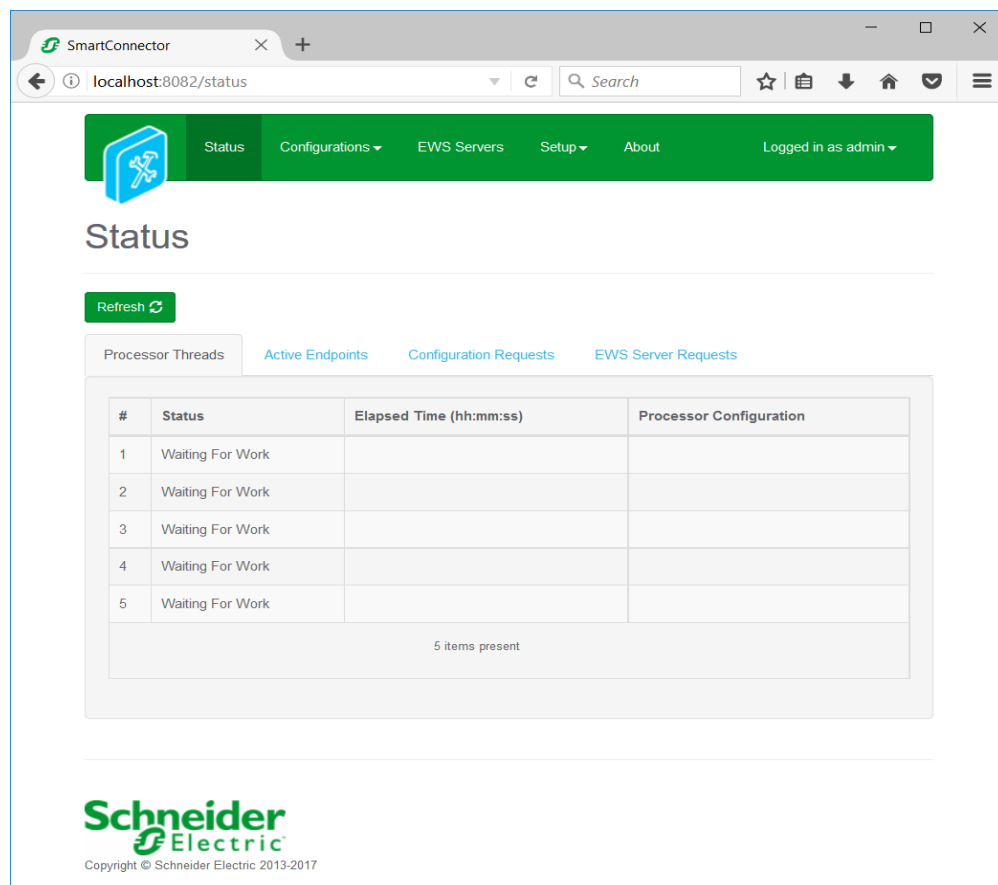 SmartConnector
localhost:8082/status
Search
Status Configurations EWS Servers Setup About Logged in as admin
Status
Refresh
Processor Threads Active Endpoints Configuration Requests EWS Server Requests
# Status Elapsed Time (hh:mm:ss) Processor Configuration
1 Waiting For Work
2 Waiting For Work
3 Waiting For Work
4 Waiting For Work
5 Waiting For Work
5 items present
Schneider
Electric
Copyright © Schneider Electric 2013-2017